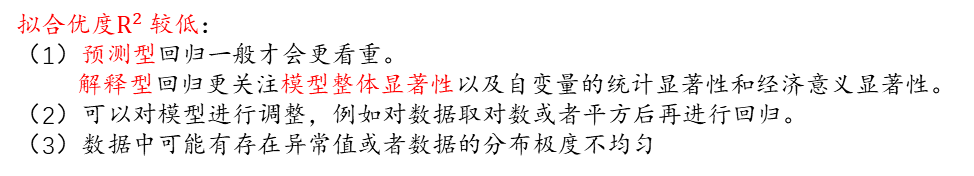 拟合优度R² 较低：
（1）预测型回归一般才会更看重。
解释型回归更关注模型整体显著性以及自变量的统计显著性和经济意义显著性。
（2）可以对模型进行调整，例如对数据取对数或者平方后再进行回归。
（3）数据中可能有存在异常值或者数据的分布极度不均匀